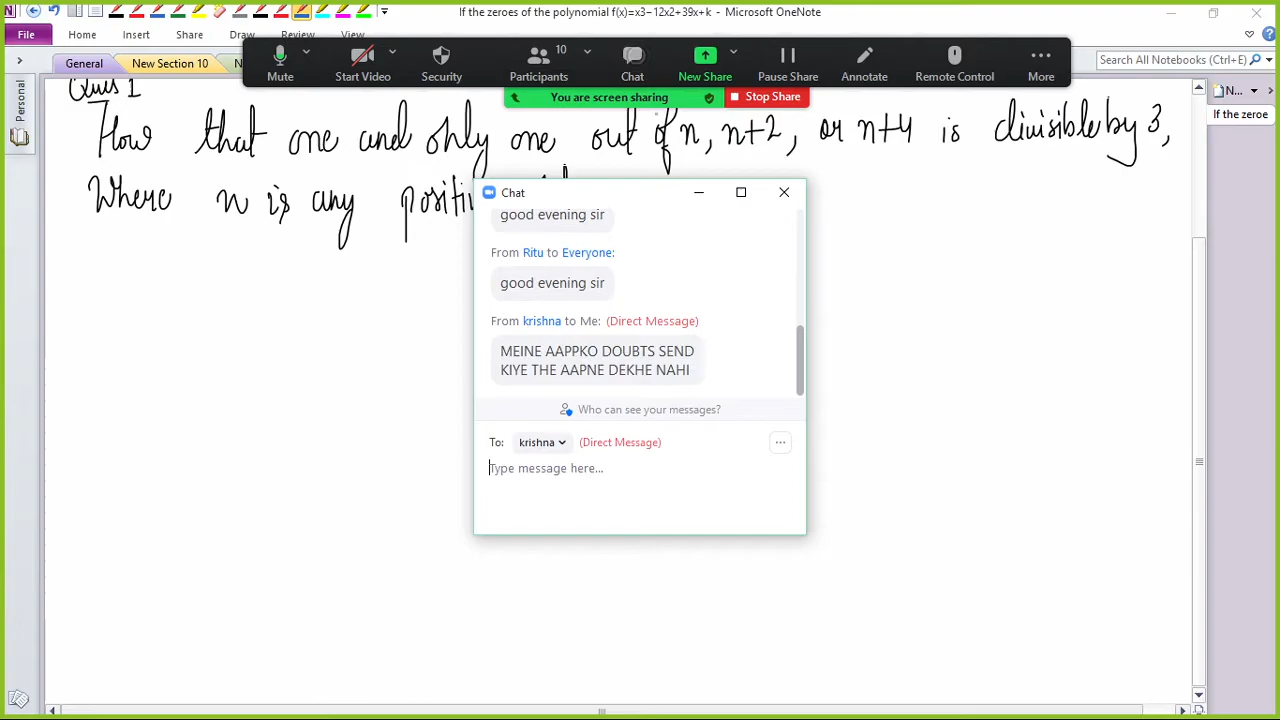 If the zeroes of the polynomial f(x)=x3−12x2+39x+k - Microsoft OneNote
File Home Insert Share Draw Review View
General New Section 10
Search All Notebooks (Ctrl+E)
Mute Start Video Security Participants 10 Chat New Share Pause Share Annotate Remote Control More
You are screen sharing Stop Share
Personal
N...
If the zeroe
Ques 1
How that one and only one out of n, n+2, or n+4 is divisible by 3,
Where n is any positiv
Chat
good evening sir
From Ritu to Everyone:
good evening sir
From krishna to Me: (Direct Message)
MEINE AAPPKO DOUBTS SEND
KIYE THE AAPNE DEKHE NAHI
Who can see your messages?
To: krishna (Direct Message)
Type message here...